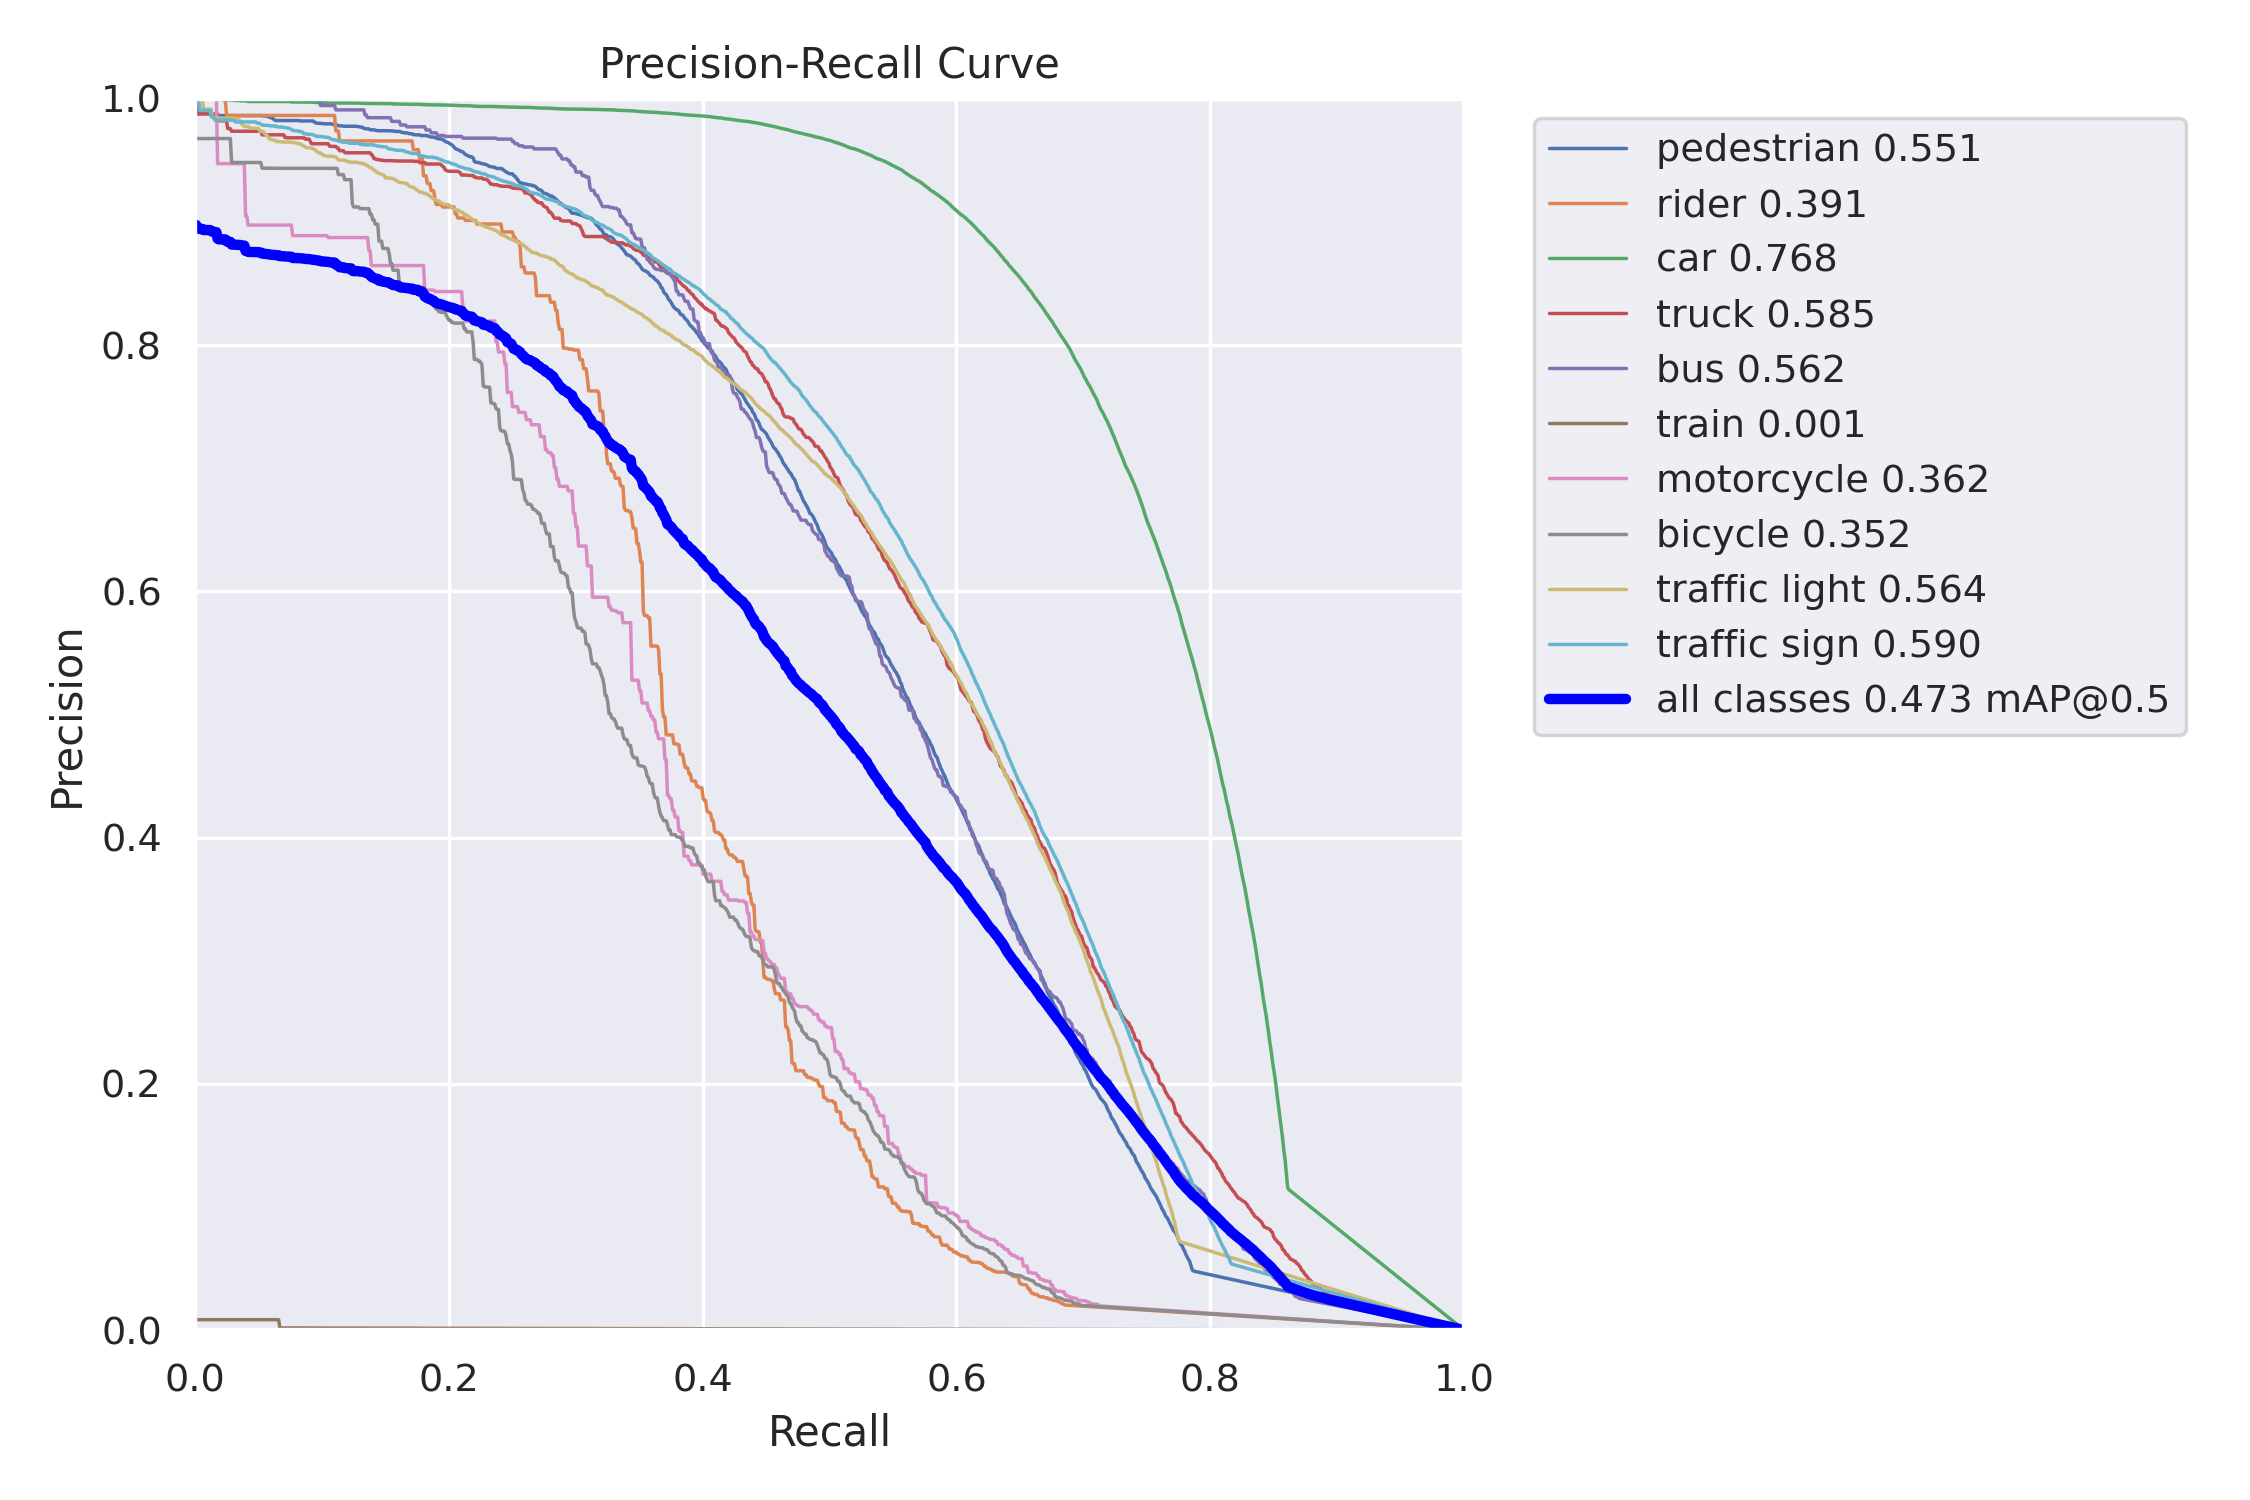 Precision-Recall Curve
1.0
0.8
0.6
0.4
0.2
0.0
Precision
0.0 0.2 0.4 0.6 0.8 1.0
Recall
pedestrian 0.551
rider 0.391
car 0.768
truck 0.585
bus 0.562
train 0.001
motorcycle 0.362
bicycle 0.352
traffic light 0.564
traffic sign 0.590
all classes 0.473 mAP@0.5